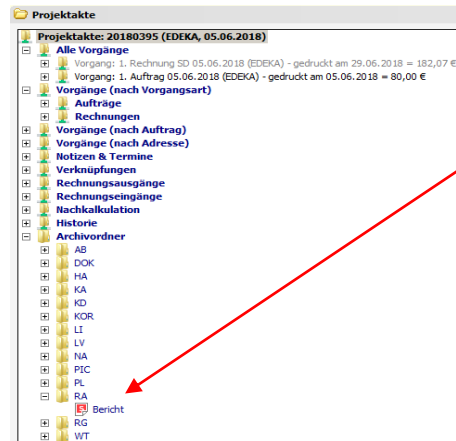 Projektakte
Projektakte: 20180395 (EDEKA, 05.06.2018)
Alle Vorgänge
Vorgang: 1. Rechnung SD 05.06.2018 (EDEKA) - gedruckt am 29.06.2018 = 182,07 €
Vorgang: 1. Auftrag 05.06.2018 (EDEKA) - gedruckt am 05.06.2018 = 80,00 €
Vorgänge (nach Vorgangsart)
Aufträge
Rechnungen
Vorgänge (nach Auftrag)
Vorgänge (nach Adresse)
Notizen & Termine
Verknüpfungen
Rechnungsausgänge
Rechnungseingänge
Nachkalkulation
Historie
Archivordner
AB
DOK
HA
KA
KD
KOR
LI
LV
NA
PIC
PL
RA
Bericht
RG
WT